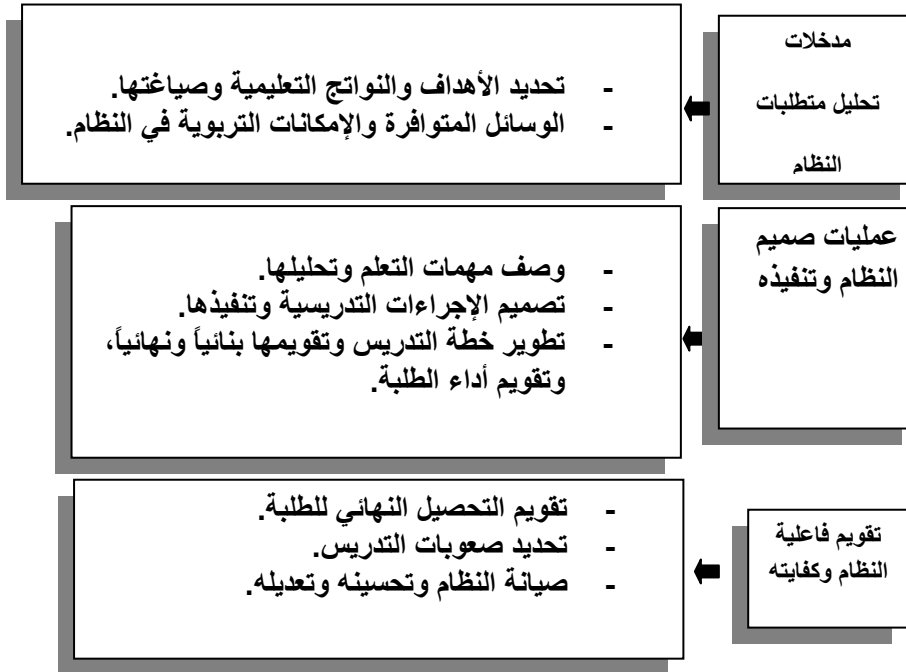 مدخلات
تحليل متطلبات
النظام
- تحديد الأهداف والنواتج التعليمية وصياغتها.
- الوسائل المتوافرة والإمكانات التربوية في النظام.
عمليات صميم
النظام وتنفيذه
- وصف مهمات التعلم وتحليلها.
- تصميم الإجراءات التدريسية وتنفيذها.
- تطوير خطة التدريس وتقويمها بنائياً ونهائياً،
وتقويم أداء الطلبة.
تقويم فاعلية
النظام وكفايته
- تقويم التحصيل النهائي للطلبة.
- تحديد صعوبات التدريس.
- صيانة النظام وتحسينه وتعديله.